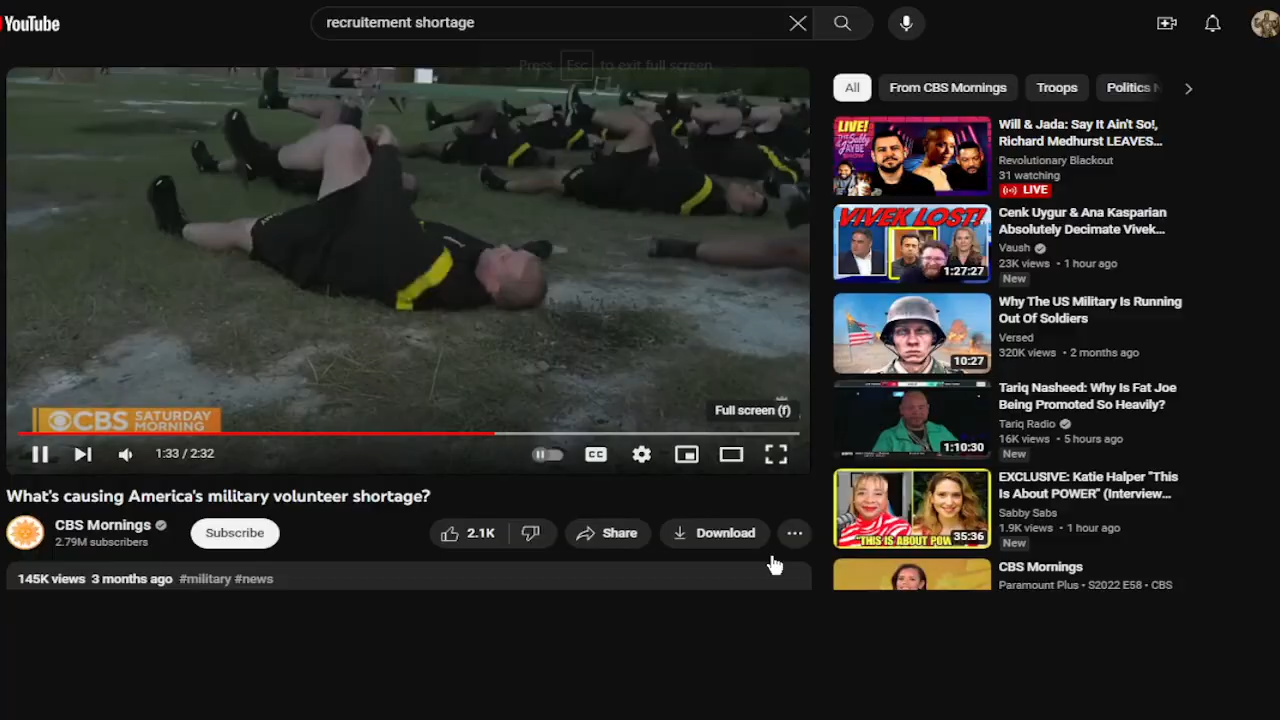 YouTube
recruitement shortage
Press Esc to exit full screen
CBS SATURDAY
MORNING
Full screen (f)
1:33 / 2:32
CC
What's causing America's military volunteer shortage?
CBS Mornings
2.79M subscribers
Subscribe
2.1K
Share
Download
145K views 3 months ago #military #news
All
From CBS Mornings
Troops
Politics N
LIVE!
Will & Jada: Say It Ain't So!,
Richard Medhurst LEAVES...
Revolutionary Blackout
31 watching
LIVE
VIVEK LOST!
1:27:27
Cenk Uygur & Ana Kasparian
Absolutely Decimate Vivek...
Vaush
23K views • 1 hour ago
New
10:27
Why The US Military Is Running
Out Of Soldiers
Versed
320K views • 2 months ago
1:10:30
Tariq Nasheed: Why Is Fat Joe
Being Promoted So Heavily?
Tariq Radio
16K views • 5 hours ago
New
"THIS IS ABOUT POW
35:36
EXCLUSIVE: Katie Halper "This
Is About POWER" (Interview...
Sabby Sabs
1.9K views • 1 hour ago
New
CBS Mornings
Paramount Plus • S2022 E58 • CBS